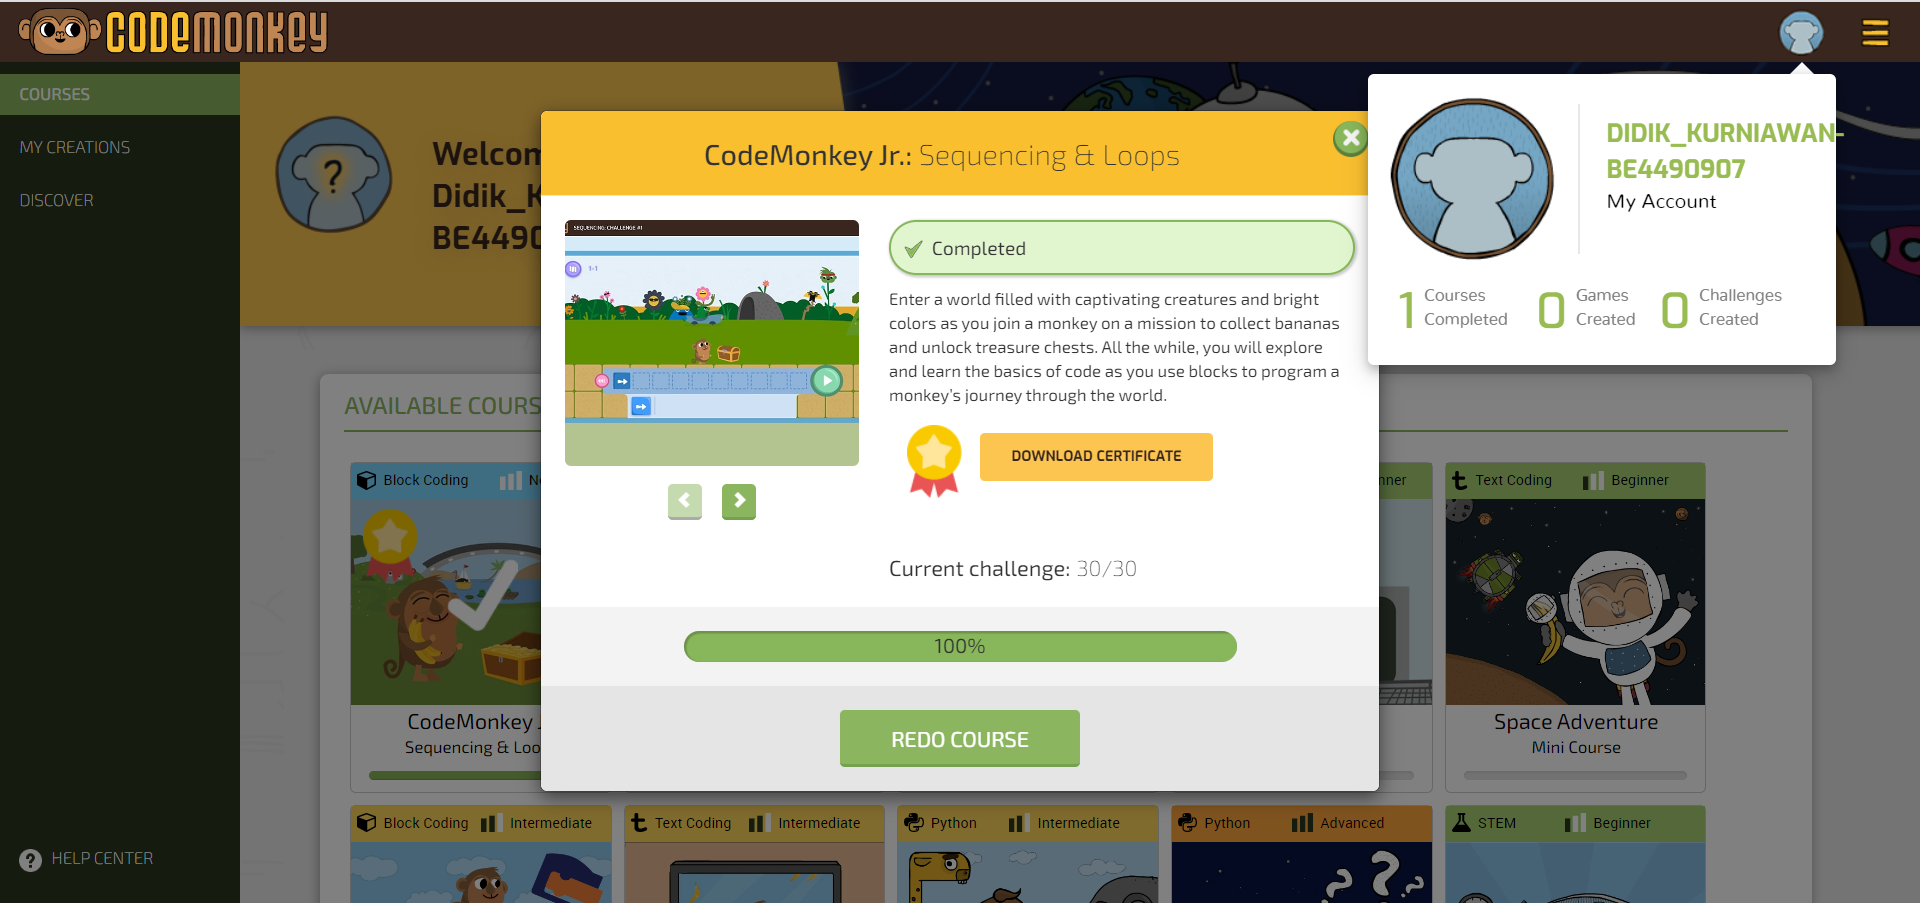 CODEMONKEY
COURSES
MY CREATIONS
DISCOVER
HELP CENTER
Welcom
Didik_K
BE4490
AVAILABLE COURS
CodeMonkey Jr.: Sequencing & Loops
SEQUENCING: CHALLENGE #1
1-1
Completed
Enter a world filled with captivating creatures and bright
colors as you join a monkey on a mission to collect bananas
and unlock treasure chests. All the while, you will explore
and learn the basics of code as you use blocks to program a
monkey's journey through the world.
DOWNLOAD CERTIFICATE
Current challenge: 30/30
100%
REDO COURSE
DIDIK_KURNIAWAN-
BE4490907
My Account
1 Courses Completed
0 Games Created
0 Challenges Created
Block Coding
CodeMonkey J
Sequencing & Loo
nner
Text Coding Beginner
Space Adventure
Mini Course
Block Coding Intermediate
Text Coding Intermediate
Python Intermediate
Python Advanced
STEM Beginner